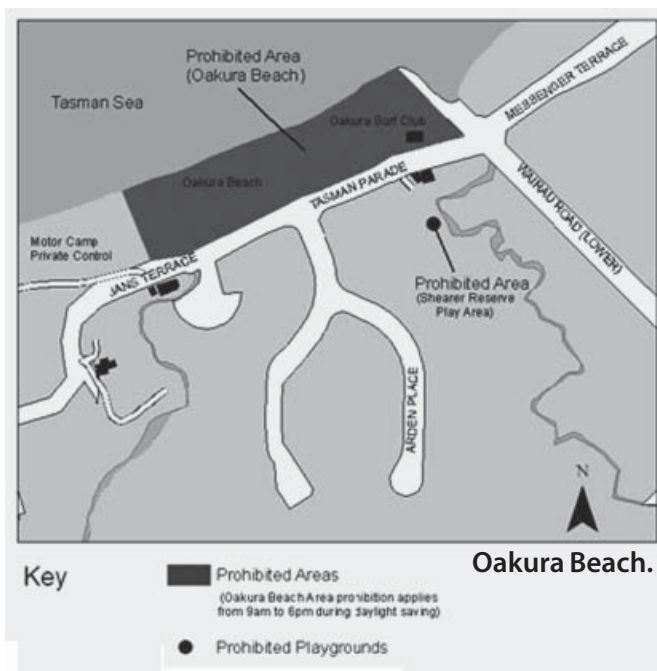 Prohibited Area
(Oakura Beach)
Tasman Sea
MESSENGER TERRACE
Oakura Surf Club
Oakura Beach
TASMAN PARADE
WAIRAU ROAD (LOWER)
Motor Camp
Private Control
JANS TERRACE
Prohibited Area
(Shearer Reserve
Play Area)
ARDEN PLACE
N
Oakura Beach.
Key
Prohibited Areas
(Oakura Beach Area prohibition applies
from 9am to 6pm during daylight saving)
Prohibited Playgrounds